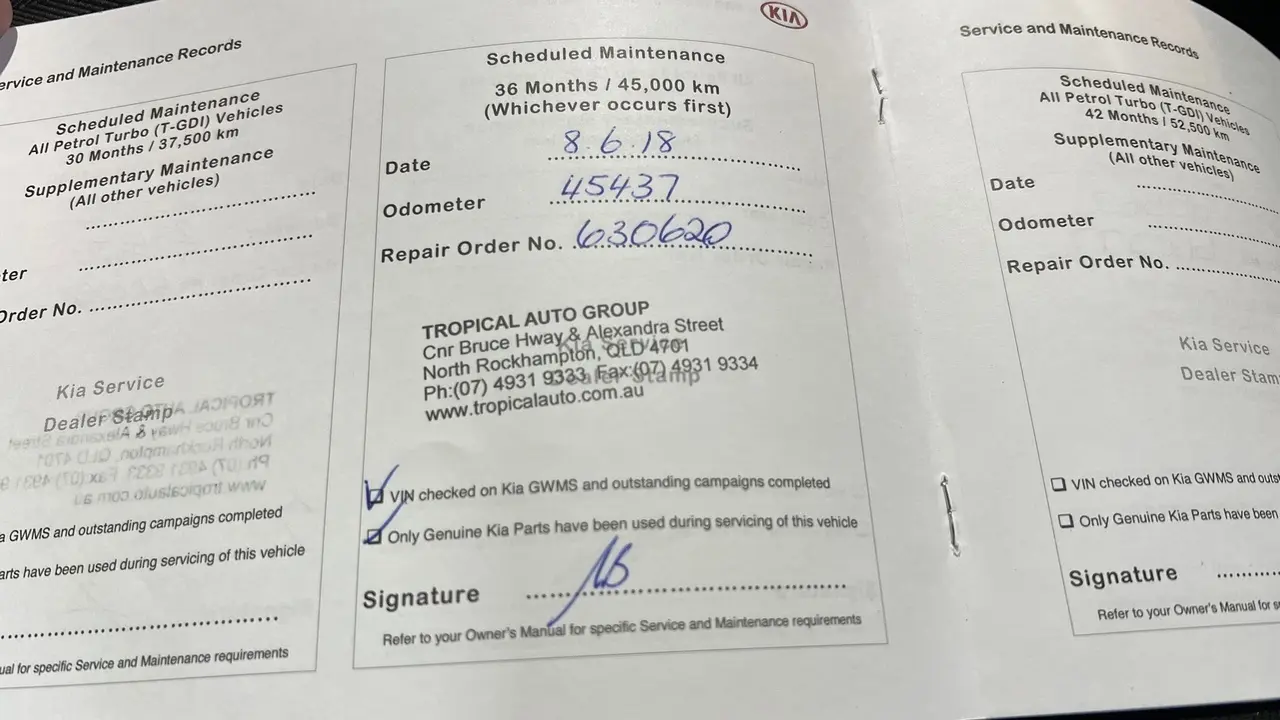 ervice and Maintenance Records
Scheduled Maintenance
All Petrol Turbo (T-GDI) Vehicles
30 Months / 37,500 km
Supplementary Maintenance
(All other vehicles)
ter
Order No.
Kia Service
Dealer Stamp
a GWMS and outstanding campaigns completed
arts have been used during servicing of this vehicle
ual for specific Service and Maintenance requirements
KIA
Scheduled Maintenance
36 Months / 45,000 km
(Whichever occurs first)
Date 8.6.18
Odometer 45437
Repair Order No. 630620
TROPICAL AUTO GROUP
Cnr Bruce Hway & Alexandra Street
Kia Service
North Rockhampton, QLD 4701
Ph:(07) 4931 9333 Fax:(07) 4931 9334
Dealer Stamp
www.tropicalauto.com.au
VIN checked on Kia GWMS and outstanding campaigns completed
Only Genuine Kia Parts have been used during servicing of this vehicle
Signature
Refer to your Owner's Manual for specific Service and Maintenance requirements
Service and Maintenance Records
Scheduled Maintenance
All Petrol Turbo (T-GDI) Vehicles
42 Months / 52,500 km
Supplementary Maintenance
(All other vehicles)
Date
Odometer
Repair Order No.
Kia Service
Dealer Stam
VIN checked on Kia GWMS and outst
Only Genuine Kia Parts have been
Signature
Refer to your Owner's Manual for s